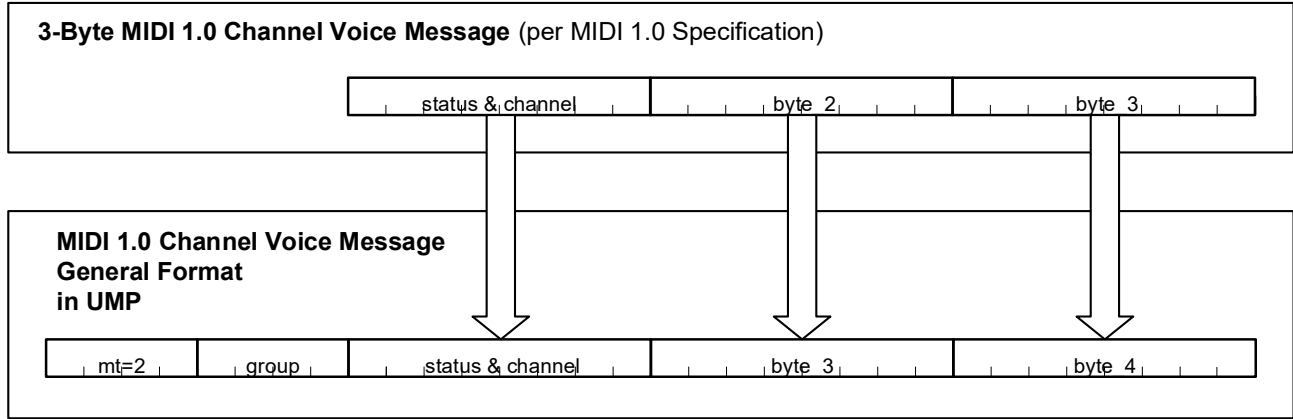 3-Byte MIDI 1.0 Channel Voice Message (per MIDI 1.0 Specification)
status & channel byte 2 byte 3
MIDI 1.0 Channel Voice Message
General Format
in UMP
mt=2 group status & channel byte 3 byte 4